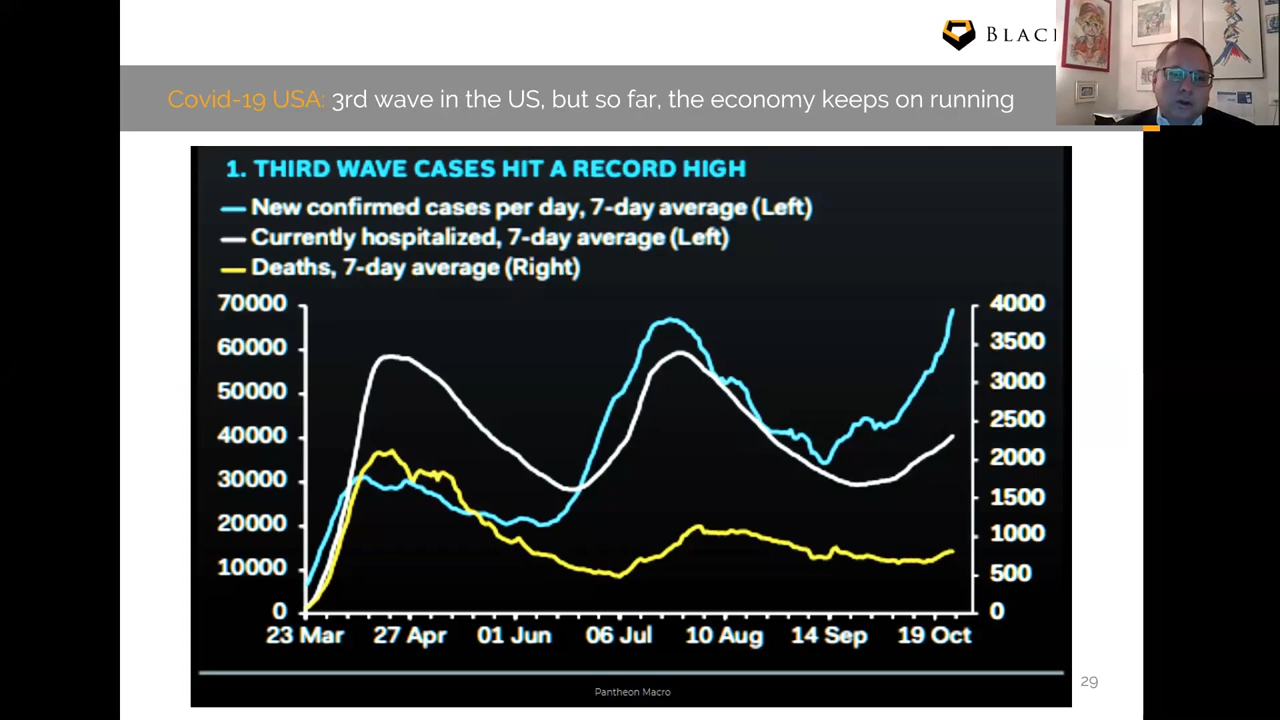 BLAC
Covid-19 USA: 3rd wave in the US, but so far, the economy keeps on running
1. THIRD WAVE CASES HIT A RECORD HIGH
New confirmed cases per day, 7-day average (Left)
Currently hospitalized, 7-day average (Left)
Deaths, 7-day average (Right)
70000
60000
50000
40000
30000
20000
10000
0
4000
3500
3000
2500
2000
1500
1000
500
0
23 Mar 27 Apr 01 Jun 06 Jul 10 Aug 14 Sep 19 Oct
Pantheon Macro
29